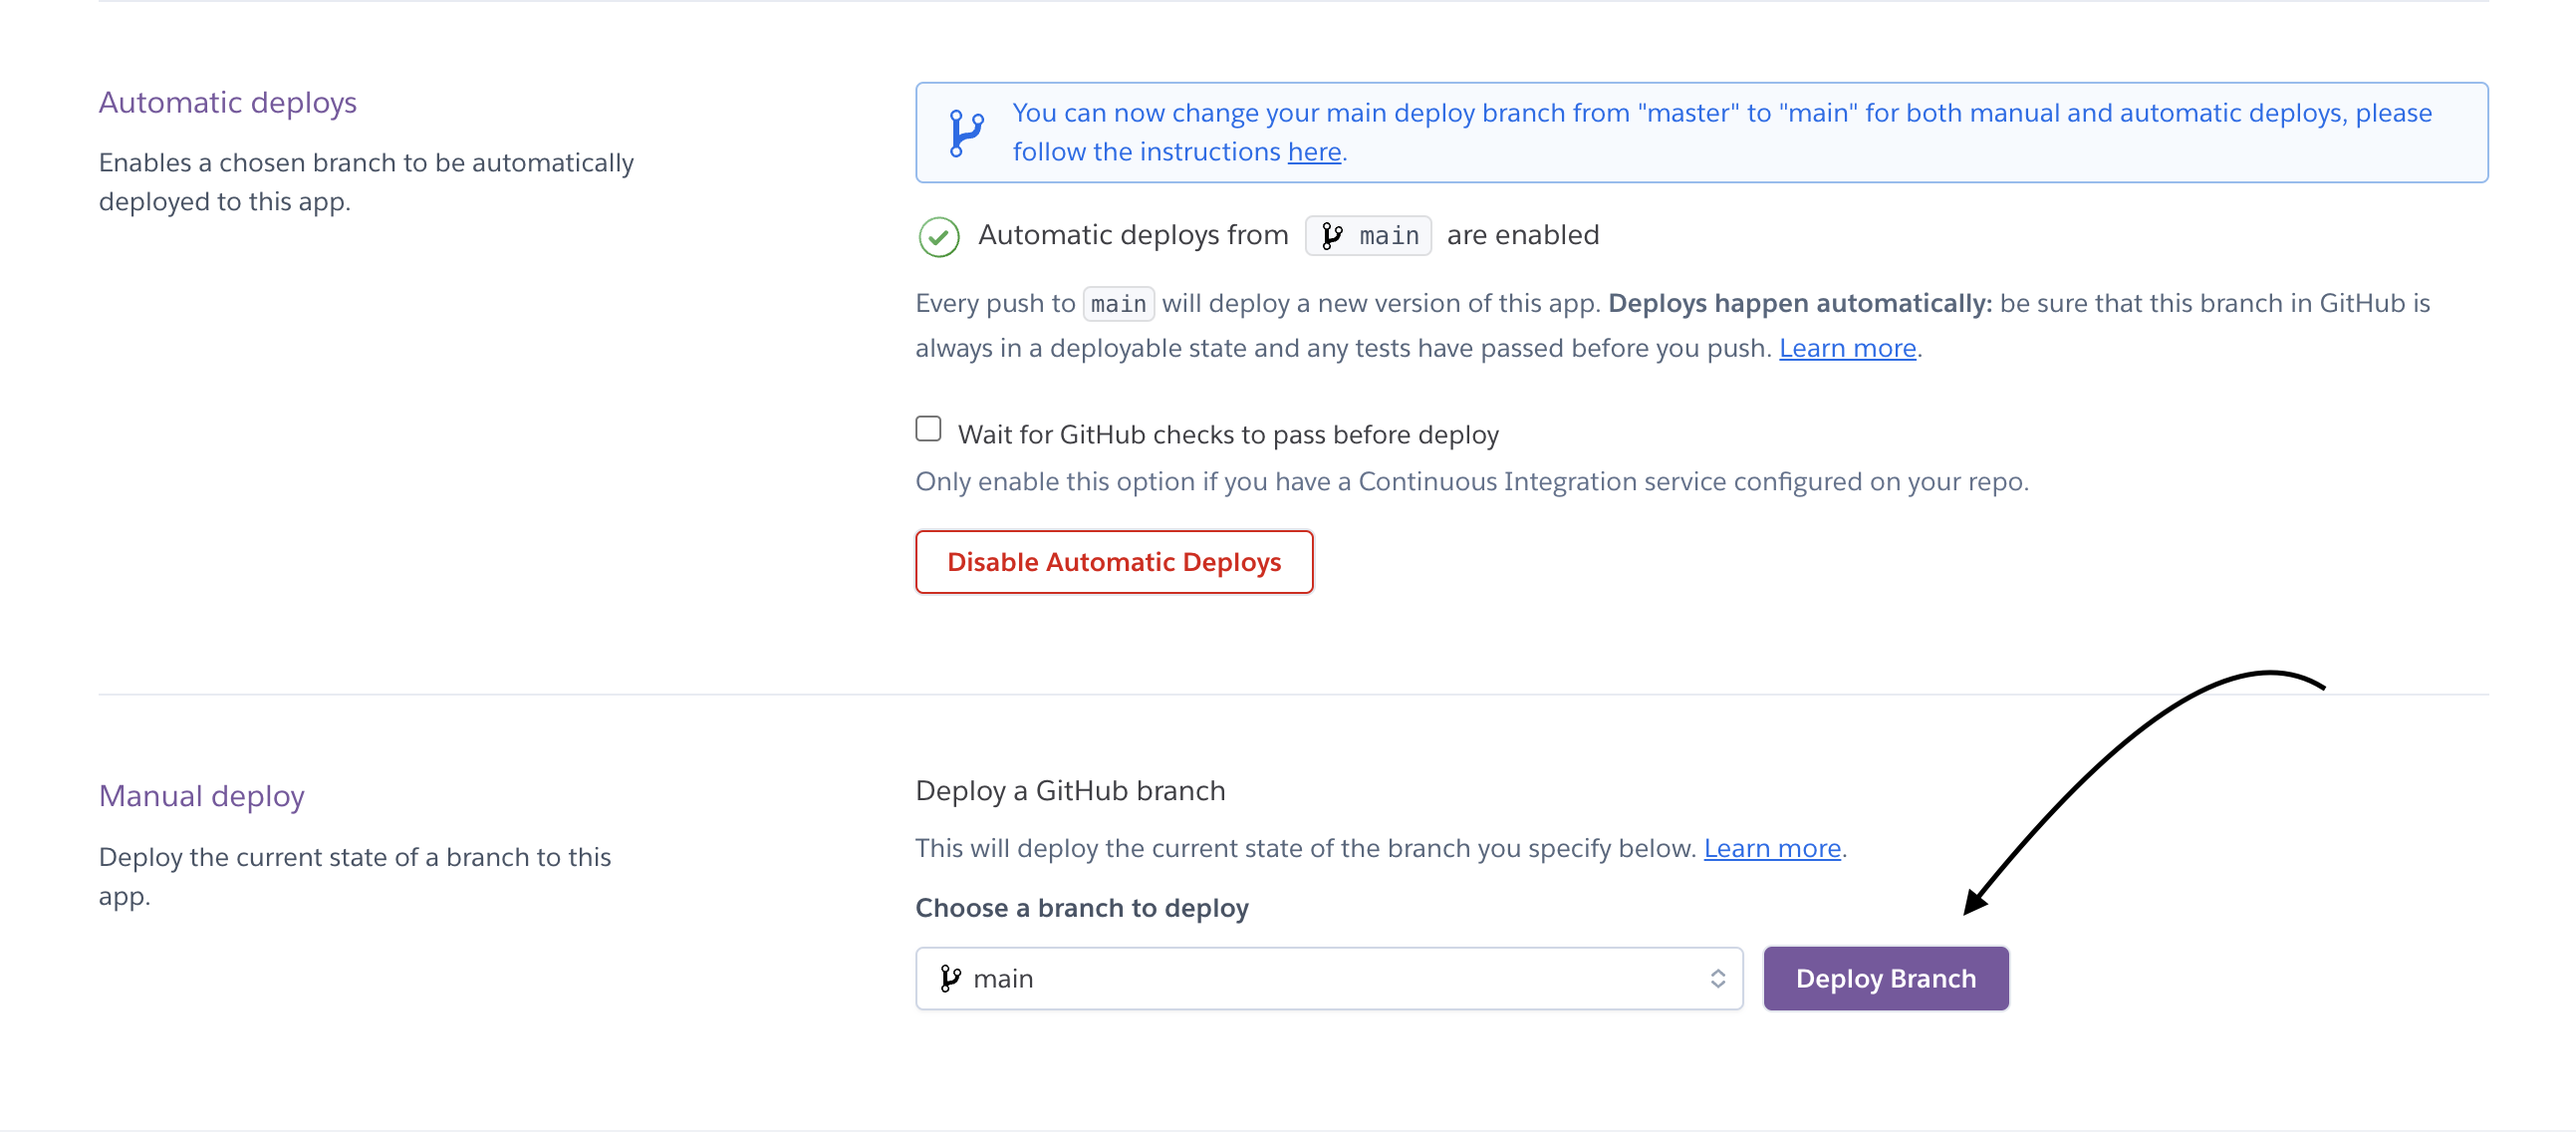 Automatic deploys
Enables a chosen branch to be automatically
deployed to this app.
You can now change your main deploy branch from "master" to "main" for both manual and automatic deploys, please
follow the instructions here.
Automatic deploys from main are enabled
Every push to main will deploy a new version of this app. Deploys happen automatically: be sure that this branch in GitHub is
always in a deployable state and any tests have passed before you push. Learn more.
Wait for GitHub checks to pass before deploy
Only enable this option if you have a Continuous Integration service configured on your repo.
Disable Automatic Deploys
Manual deploy
Deploy the current state of a branch to this
app.
Deploy a GitHub branch
This will deploy the current state of the branch you specify below. Learn more.
Choose a branch to deploy
main
Deploy Branch